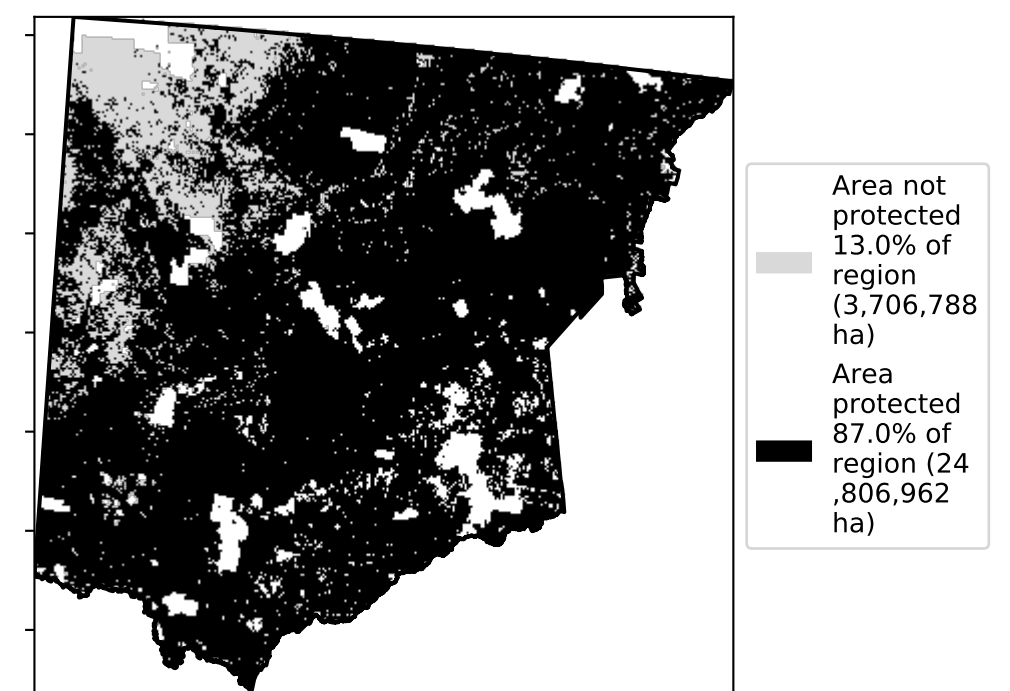 Area not
protected
13.0% of
region
(3,706,788
ha)
Area
protected
87.0% of
region (24
,806,962
ha)